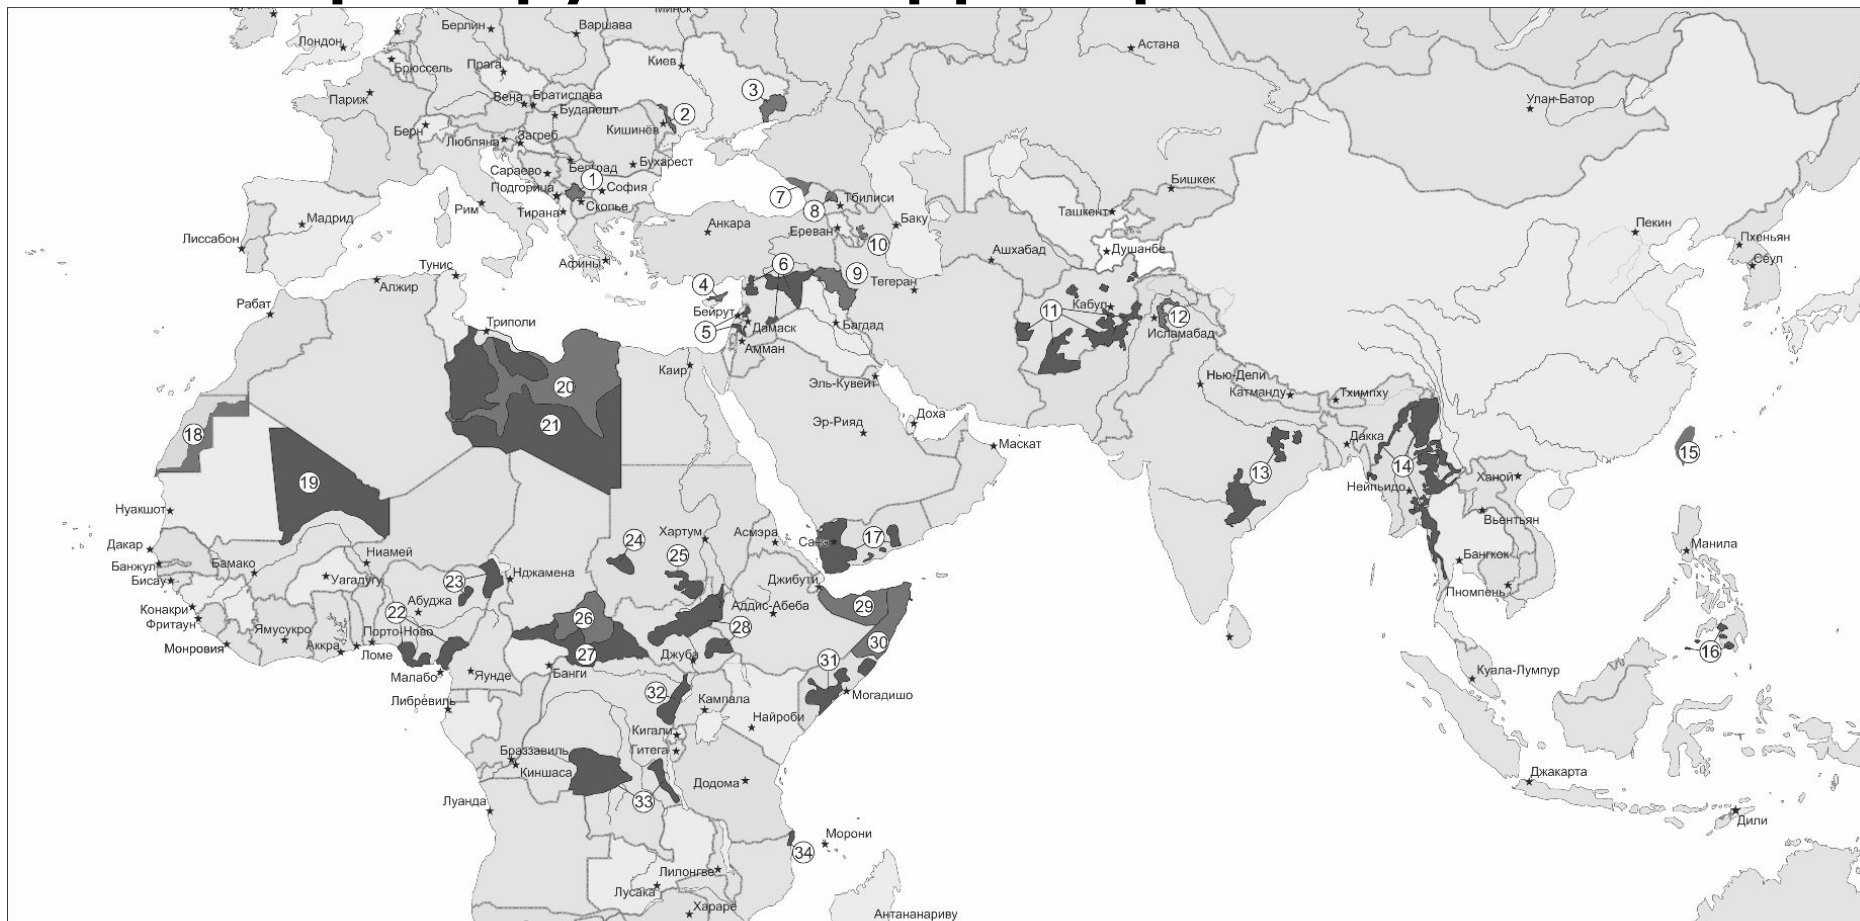 Лондон
Берлин
Варшава
Минск
Астана
Брюссель
Прага
Киев
3
Париж
Вена
Братислава
Будапешт
2
Улан-Батор
Берн
Любляна
Загреб
Кишинёв
Сараево
Белград
Бухарест
1
Подгорица
София
7
Тбилиси
Бишкек
Мадрид
Рим
Тирана
Скопье
8
Анкара
Ереван
Баку
Ташкент
Пекин
Лиссабон
10
Пхеньян
Афины
Ашхабад
Душанбе
Сеул
Тунис
6
9
Алжир
4
Тегеран
Рабат
Кабул
Бейрут
11
12
Триполи
5
Дамаск
Багдад
Исламабад
Амман
Каир
Эль-Кувейт
Нью-Дели
Катманду
Тхимпху
20
18
21
Эр-Рияд
Доха
Маскат
Дакка
15
19
13
14
Нейпьидо
Ханой
Нуакшот
Вьентьян
Дакар
Хартум
Асмэра
Сана
17
24
25
Манила
Банжул
Ниамей
Бамако
Бангкок
Бисау
Уагадугу
23
Нджамена
Джибути
Пномпень
Конакри
22
Абуджа
26
Аддис-Абеба
29
Фритаун
Ямусукро
Порто-Ново
28
30
Монровия
Аккра
Ломе
27
Джуба
31
16
Малабо
Яунде
Банги
Куала-Лумпур
Либревиль
32
Кампала
Могадишо
Найроби
Кигали
Браззавиль
Гитега
Киншаса
Додома
Джакарта
Луанда
33
Дили
Морони
34
Лилонгве
Лусака
Хараре
Антананариву